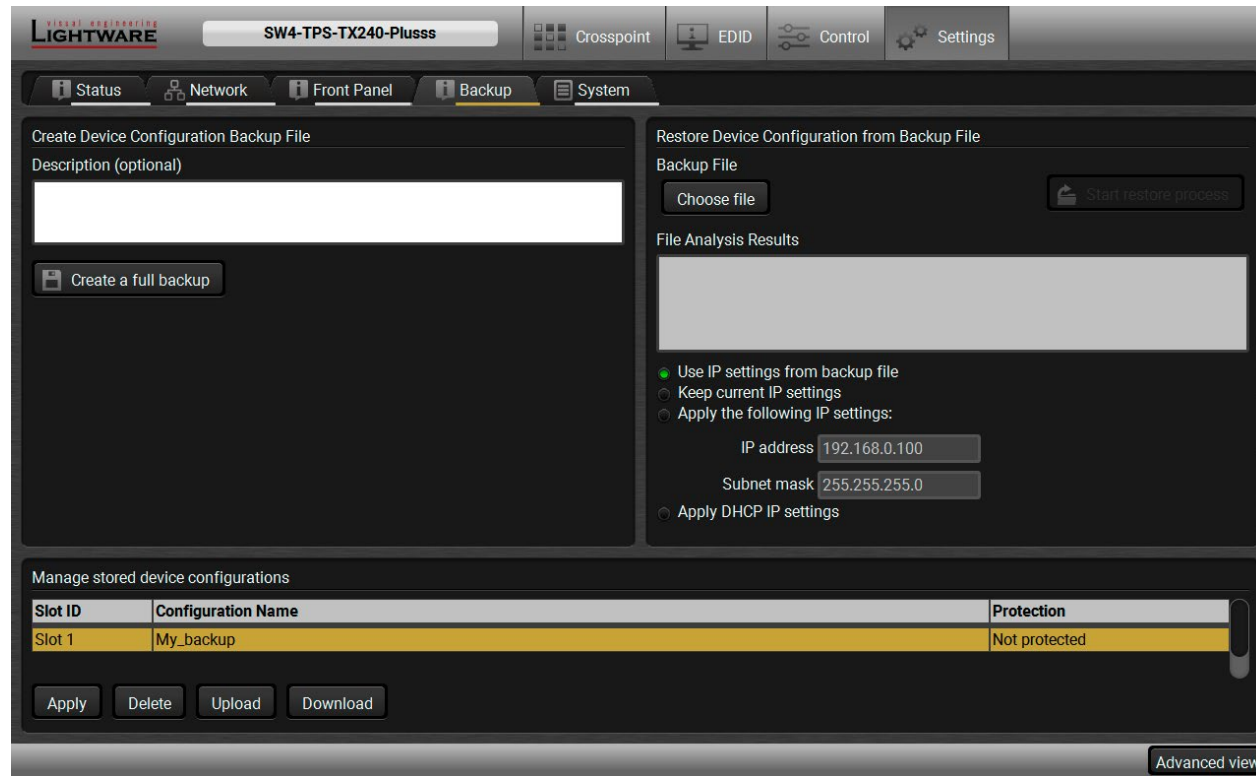 visual engineering
LIGHTWARE
SW4-TPS-TX240-Plusss
Crosspoint
EDID
Control
Settings
Status
Network
Front Panel
Backup
System
Create Device Configuration Backup File
Description (optional)
Create a full backup
Restore Device Configuration from Backup File
Backup File
Choose file
Start restore process
File Analysis Results
Use IP settings from backup file
Keep current IP settings
Apply the following IP settings:
IP address 192.168.0.100
Subnet mask 255.255.255.0
Apply DHCP IP settings
Manage stored device configurations
Slot ID Configuration Name Protection
Slot 1 My_backup Not protected
Apply Delete Upload Download
Advanced view